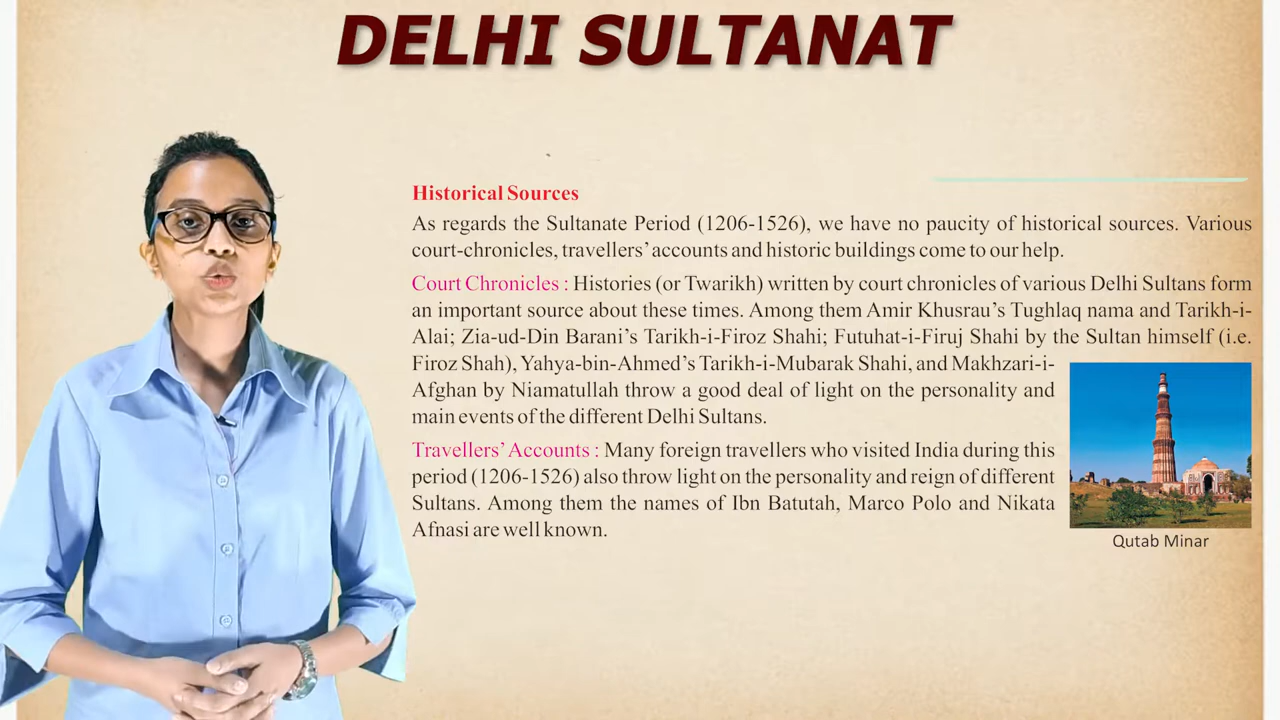 DELHI SULTANAT
Historical Sources
As regards the Sultanate Period (1206-1526), we have no paucity of historical sources. Various
court-chronicles, travellers' accounts and historic buildings come to our help.
Court Chronicles : Histories (or Twarikh) written by court chronicles of various Delhi Sultans form
an important source about these times. Among them Amir Khusrau's Tughlaq nama and Tarikh-i-
Alai; Zia-ud-Din Barani's Tarikh-i-Firoz Shahi; Futuhat-i-Firuj Shahi by the Sultan himself (i.e.
Firoz Shah), Yahya-bin-Ahmed's Tarikh-i-Mubarak Shahi, and Makhzari-i-
Afghan by Niamatullah throw a good deal of light on the personality and
main events of the different Delhi Sultans.
Travellers' Accounts : Many foreign travellers who visited India during this
period (1206-1526) also throw light on the personality and reign of different
Sultans. Among them the names of Ibn Batutah, Marco Polo and Nikata
Afnasi are well known.
Qutab Minar